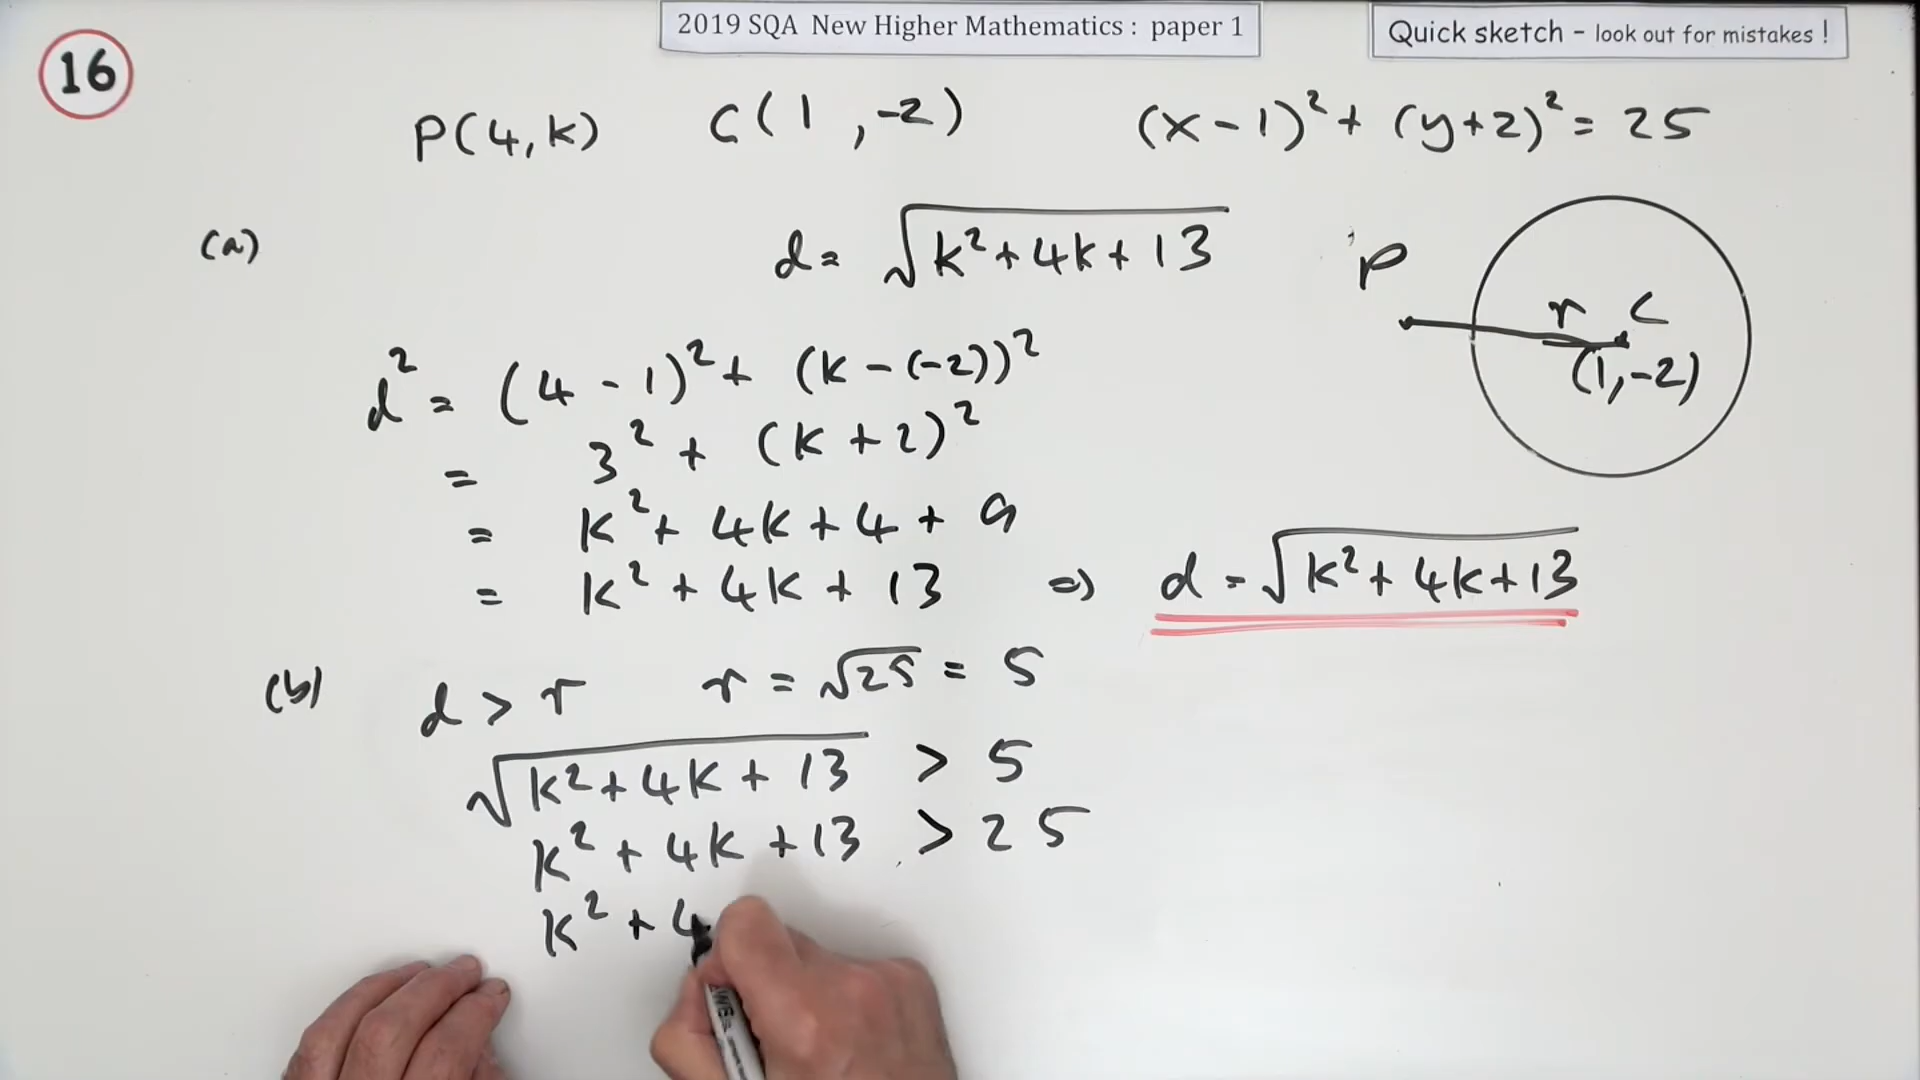 16
2019 SQA New Higher Mathematics : paper 1
Quick sketch – look out for mistakes !
P(4,k) C(1,-2) (x-1)²+(y+2)²=25
(a) d= √k²+4k+13
P
r C
(1,-2)
d² = (4-1)²+(k-(-2))²
= 3²+(k+2)²
= k²+4k+4+9
= k²+4k+13 ⇒ d=√k²+4k+13
(b) d > r r = √25 = 5
√k²+4k+13 > 5
k²+4k+13 > 25
k²+4